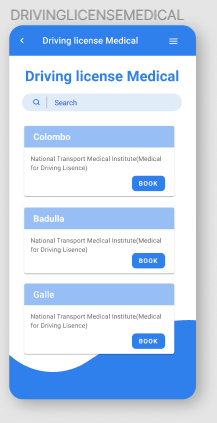 DRIVINGLICENSEMEDICAL
Driving license Medical
Driving license Medical
Search
Colombo
National Transport Medical Institute(Medical
for Driving Lisence)
BOOK
Badulla
National Transport Medical Institute(Medical
for Driving Lisence)
BOOK
Galle
National Transport Medical Institute(Medical
for Driving Lisence)
BOOK